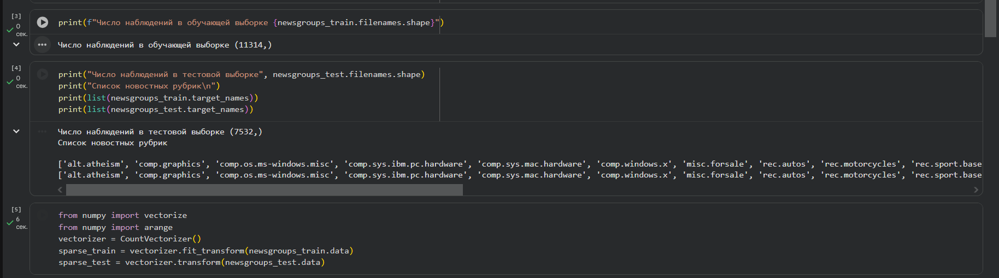 [3]
0
сек.
print(f"Число наблюдений в обучающей выборке {newsgroups_train.filenames.shape}")
Число наблюдений в обучающей выборке (11314,)
[4]
0
сек.
print("Число наблюдений в тестовой выборке", newsgroups_test.filenames.shape)
print("Список новостных рубрик\n")
print(list(newsgroups_train.target_names))
print(list(newsgroups_test.target_names))
Число наблюдений в тестовой выборке (7532,)
Список новостных рубрик
['alt.atheism', 'comp.graphics', 'comp.os.ms-windows.misc', 'comp.sys.ibm.pc.hardware', 'comp.sys.mac.hardware', 'comp.windows.x', 'misc.forsale', 'rec.autos', 'rec.motorcycles', 'rec.sport.base
['alt.atheism', 'comp.graphics', 'comp.os.ms-windows.misc', 'comp.sys.ibm.pc.hardware', 'comp.sys.mac.hardware', 'comp.windows.x', 'misc.forsale', 'rec.autos', 'rec.motorcycles', 'rec.sport.base
[5]
6
сек.
from numpy import vectorize
from numpy import arange
vectorizer = CountVectorizer()
sparse_train = vectorizer.fit_transform(newsgroups_train.data)
sparse_test = vectorizer.transform(newsgroups_test.data)